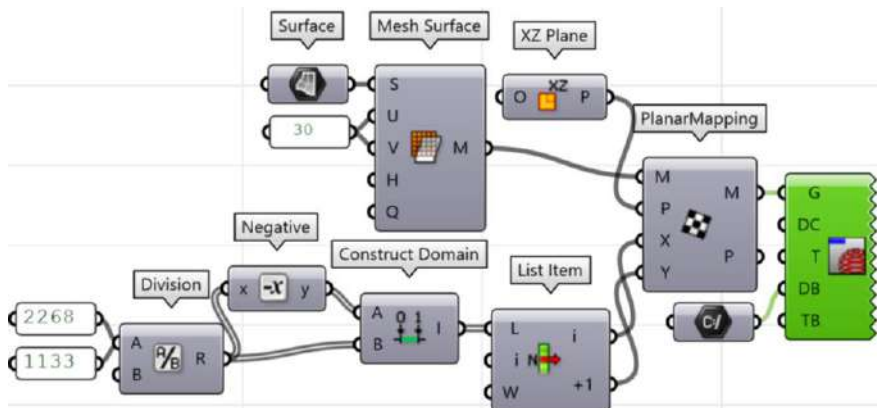 Surface
Mesh Surface
XZ Plane
S
U
V
H
Q
M
30
O
XZ
P
PlanarMapping
M
P
X
Y
M
P
G
DC
T
DB
TB
C:/
Negative
x
-x
y
Construct Domain
A
B
0 1
I
List Item
L
i
W
N
i
+1
Division
2268
1133
A
B
A/B
R